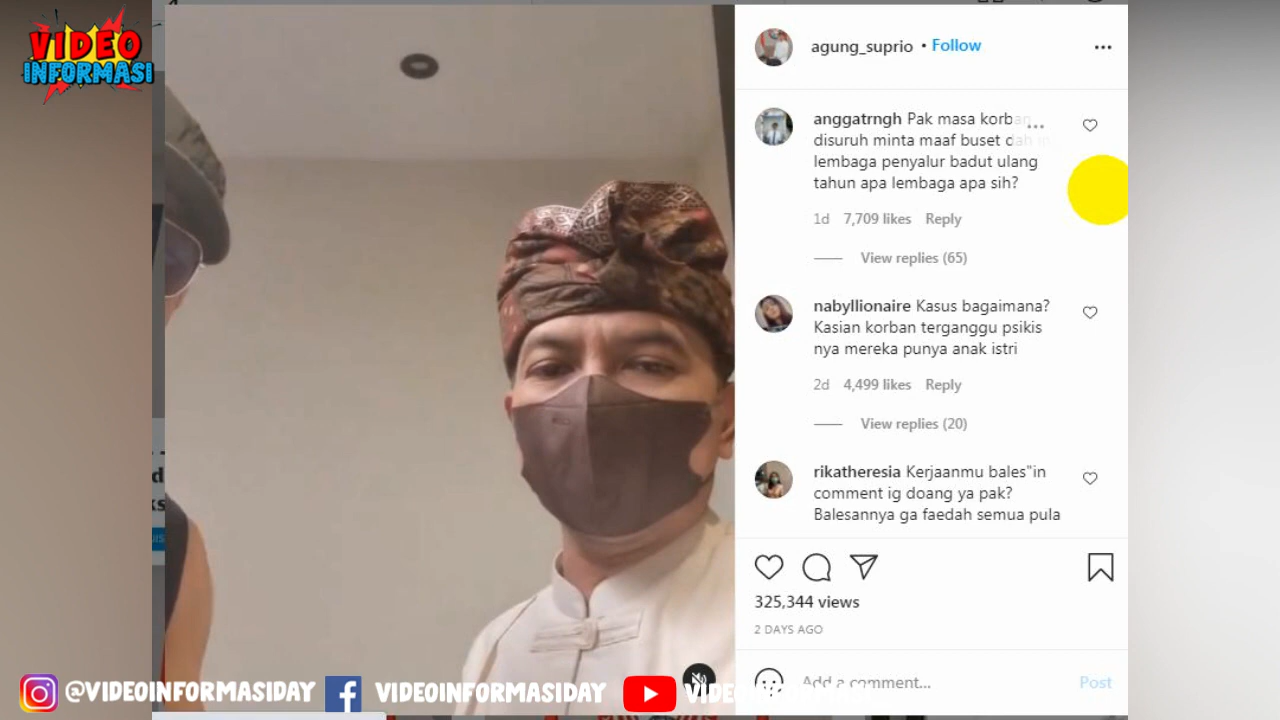 VIDEO
INFORMASI
agung_suprio • Follow
anggatrngh Pak masa korban
disuruh minta maaf buset dah
lembaga penyalur badut ulang
tahun apa lembaga apa sih?
1d 7,709 likes Reply
View replies (65)
nabyllionaire Kasus bagaimana?
Kasian korban terganggu psikis
nya mereka punya anak istri
2d 4,499 likes Reply
View replies (20)
rikatheresia Kerjaanmu bales"in
comment ig doang ya pak?
Balesannya ga faedah semua pula
325,344 views
2 DAYS AGO
Add a comment...
Post
@VIDEOINFORMASIDAY
VIDEOINFORMASIDAY